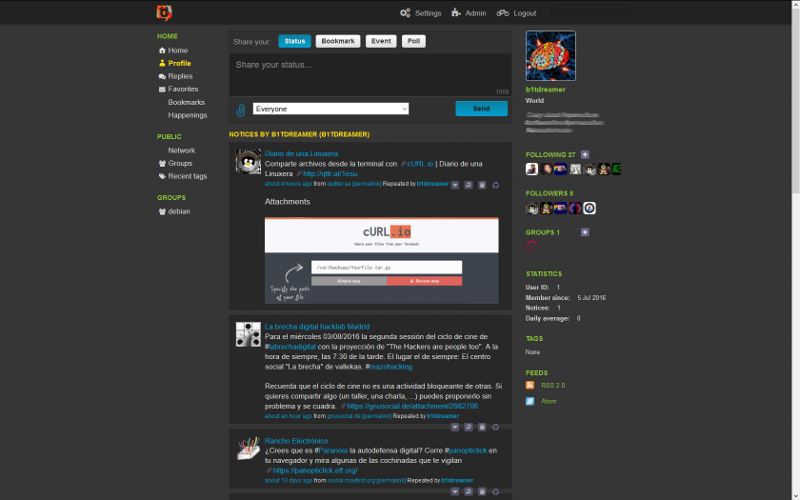 Settings Admin Logout
HOME
Home
Profile
Replies
Favorites
Bookmarks
Happenings
PUBLIC
Network
Groups
Recent tags
GROUPS
debian
Share your: Status Bookmark Event Poll
Share your status...
1000
Everyone
Send
NOTICES BY B1TDREAMER (B1TDREAMER)
Diario de una Linuxera
Comparte archivos desde la terminal con cURL.io | Diario de una
Linuxera http://qttr.at/1esu
about 4 hours ago from quitter.es [permalink] Repeated by b1tdreamer
Attachments
cURL.io
Share your files from your terminal
/var/backups/Yourfile.tar.gz
Simple way Secure way
Specify the path
of your file
La brecha digital hacklab Madrid
Para el miércoles 03/08/2016 la segunda sesión del ciclo de cine de
#labrechadigital con la proyección de "The Hackers are people too". A la
hora de siempre, las 7:30 de la tarde. El lugar el de siempre: El centro
social "La brecha" de vallekas. #mazohacking
Recuerda que el ciclo de cine no es una actividad bloqueante de otras. Si
quieres compartir algo (un taller, una charla, ...) puedes proponerlo sin
problema y se cuadra. https://gnusocial.de/attachment/2982706
about an hour ago from gnusocial.de [permalink] Repeated by b1tdreamer
Rancho Electrónico
¿Crees que es #Paranoia la autodefensa digital? Corre #panopticlick en
tu navegador y mira algunas de las cochinadas que te vigilan
https://panopticlick.eff.org/
about 13 days ago from social.mayfirst.org [permalink] Repeated by b1tdreamer
b1tdreamer
World
FOLLOWING 27
FOLLOWERS 5
GROUPS 1
STATISTICS
User ID: 1
Member since: 5 Jul 2016
Notices: 1
Daily average: 0
TAGS
None
FEEDS
RSS 2.0
Atom